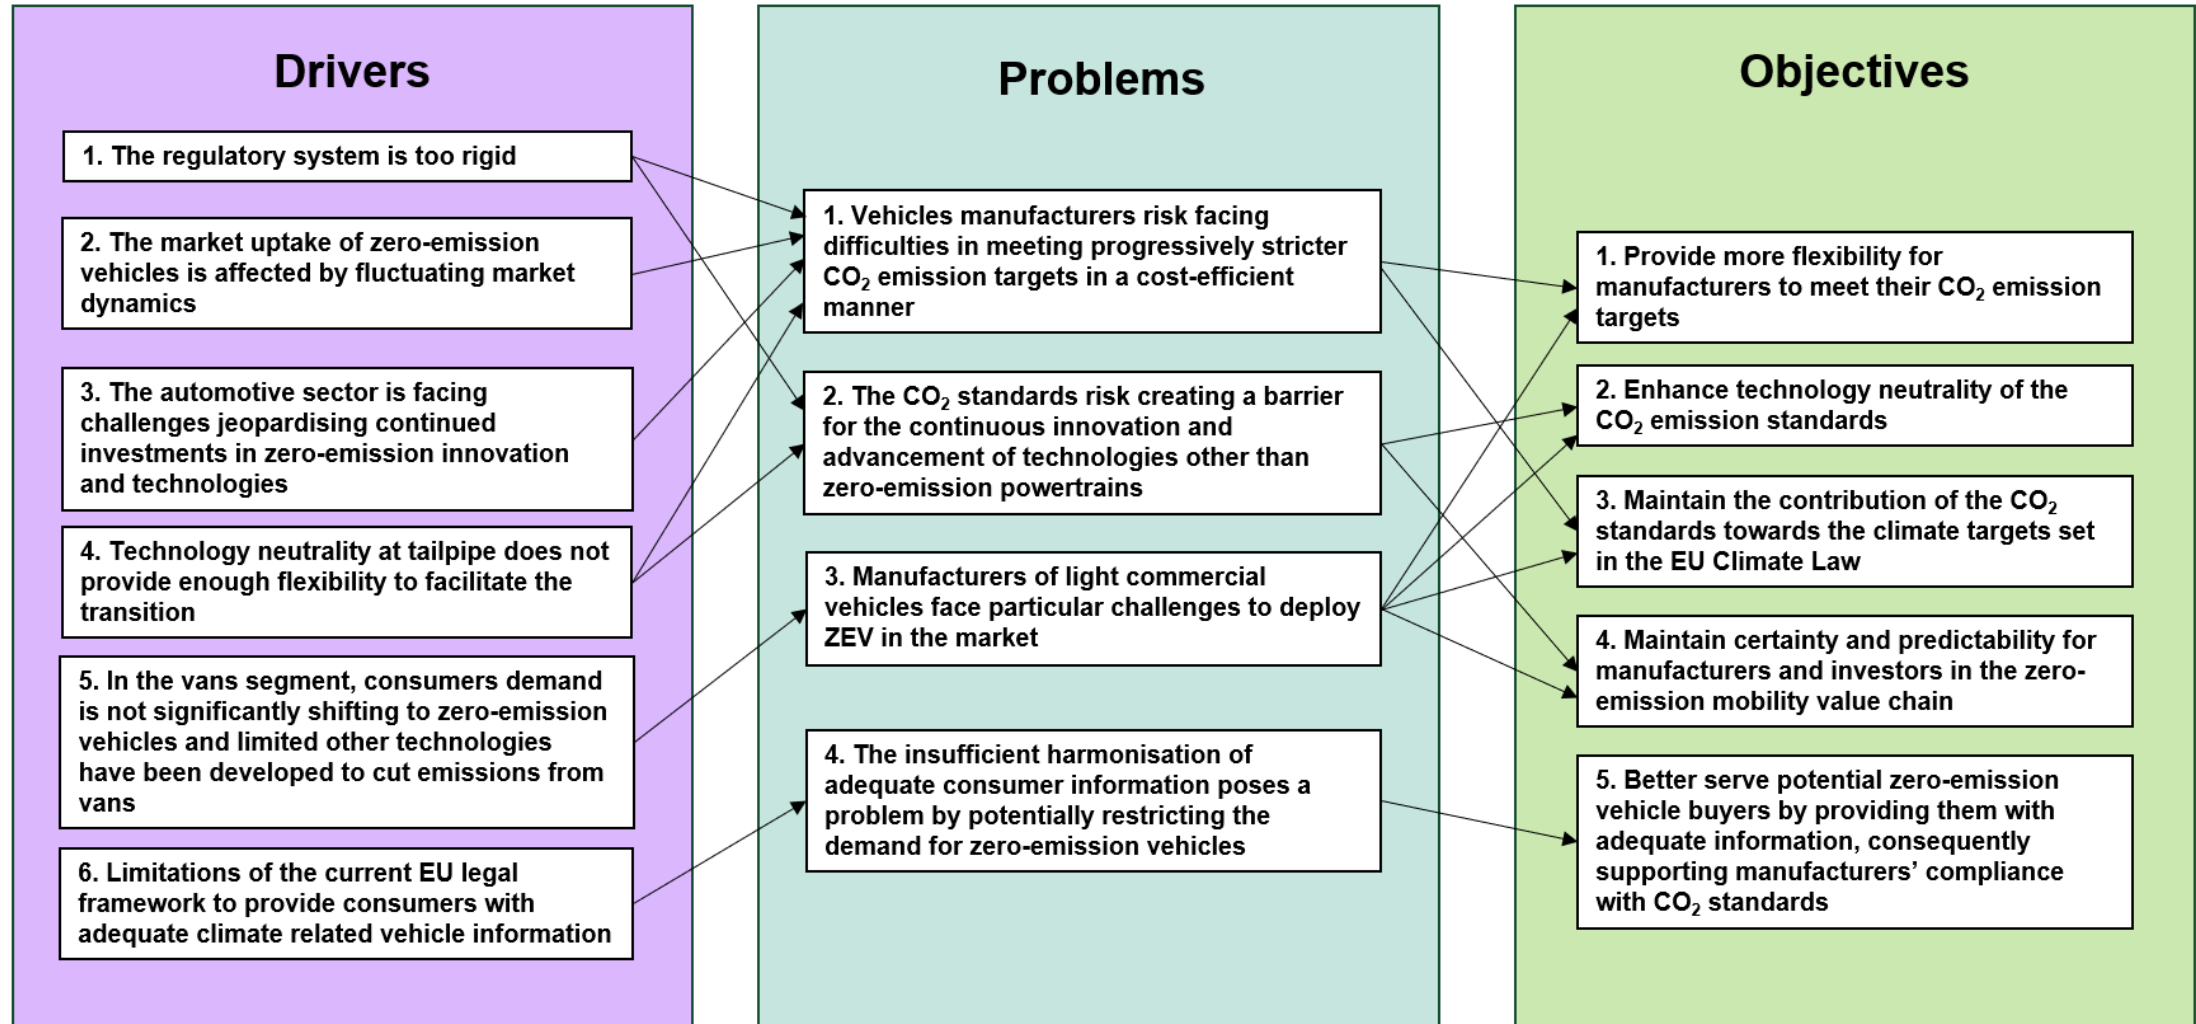 Drivers
1. The regulatory system is too rigid
2. The market uptake of zero-emission
vehicles is affected by fluctuating market
dynamics
3. The automotive sector is facing
challenges jeopardising continued
investments in zero-emission innovation
and technologies
4. Technology neutrality at tailpipe does not
provide enough flexibility to facilitate the
transition
5. In the vans segment, consumers demand
is not significantly shifting to zero-emission
vehicles and limited other technologies
have been developed to cut emissions from
vans
6. Limitations of the current EU legal
framework to provide consumers with
adequate climate related vehicle information
Problems
1. Vehicles manufacturers risk facing
difficulties in meeting progressively stricter
CO₂ emission targets in a cost-efficient
manner
2. The CO₂ standards risk creating a barrier
for the continuous innovation and
advancement of technologies other than
zero-emission powertrains
3. Manufacturers of light commercial
vehicles face particular challenges to deploy
ZEV in the market
4. The insufficient harmonisation of
adequate consumer information poses a
problem by potentially restricting the
demand for zero-emission vehicles
Objectives
1. Provide more flexibility for
manufacturers to meet their CO₂ emission
targets
2. Enhance technology neutrality of the
CO₂ emission standards
3. Maintain the contribution of the CO₂
standards towards the climate targets set
in the EU Climate Law
4. Maintain certainty and predictability for
manufacturers and investors in the zero-
emission mobility value chain
5. Better serve potential zero-emission
vehicle buyers by providing them with
adequate information, consequently
supporting manufacturers’ compliance
with CO₂ standards